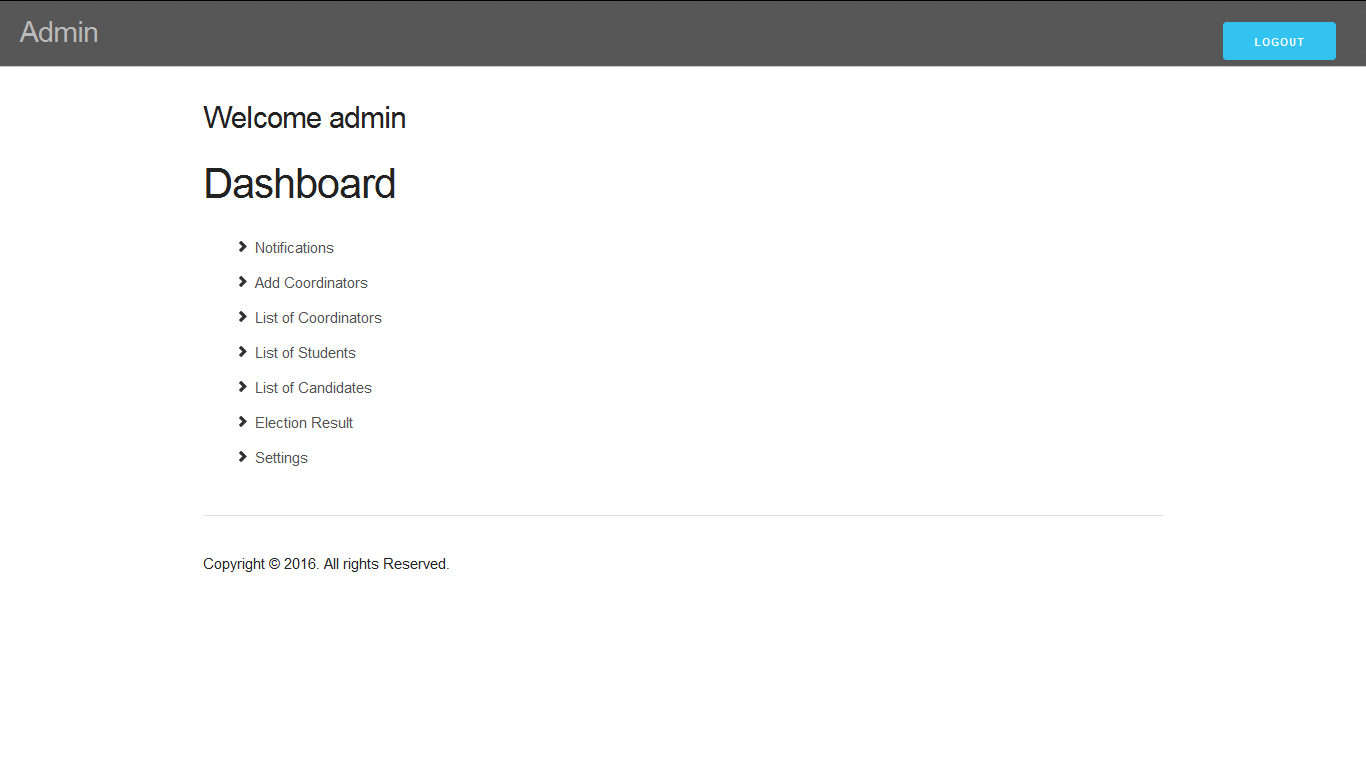 Admin
LOGOUT
Welcome admin
Dashboard
Notifications
Add Coordinators
List of Coordinators
List of Students
List of Candidates
Election Result
Settings
Copyright © 2016. All rights Reserved.